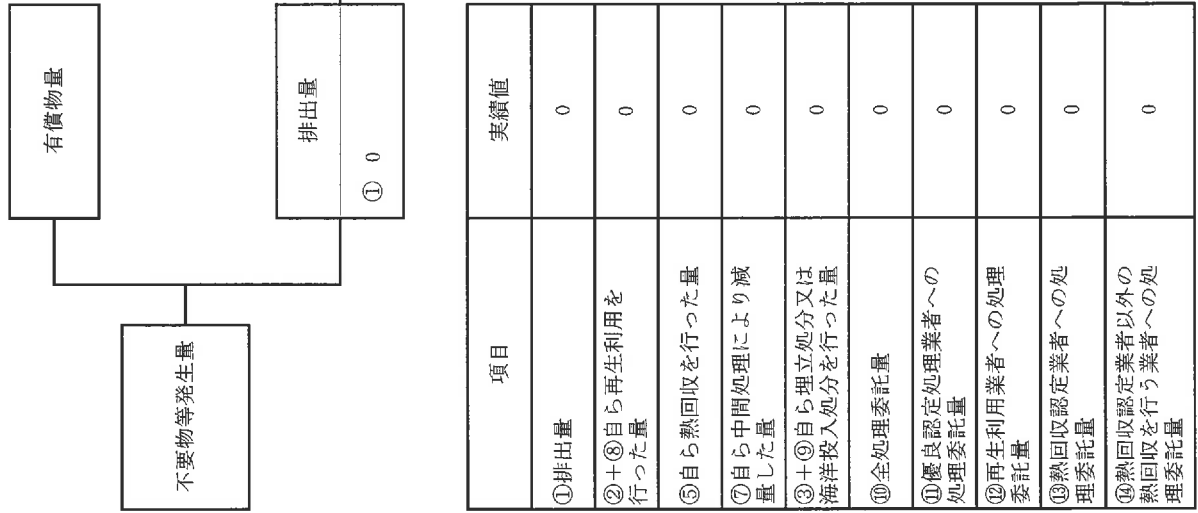 有償物量
不要物等発生量
排出量
① 0
項目
実績値
①排出量
0
②+⑧自ら再生利用を
行った量
0
⑤自ら熱回収を行った量
0
⑦自ら中間処理により減
量した量
0
③+⑨自ら埋立処分又は
海洋投入処分を行った量
0
⑩全処理委託量
0
⑪優良認定処理業者への
処理委託量
0
⑫再生利用業者への処理
委託量
0
⑬熱回収認定業者への処
理委託量
0
⑭熱回収認定業者以外の
熱回収を行う業者への処
理委託量
0